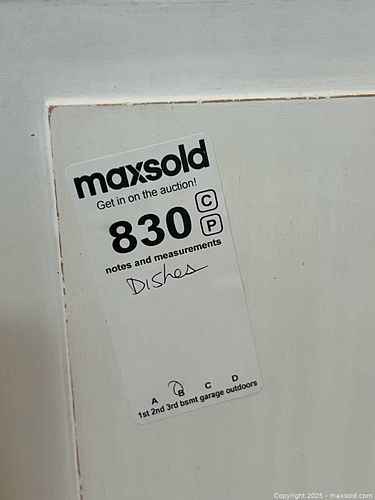 maxsold
Get in on the auction!
830 C
P
notes and measurements
Dishes
A B C D
1st 2nd 3rd bsmt garage outdoors
Copyright © 2025 - maxsold.com